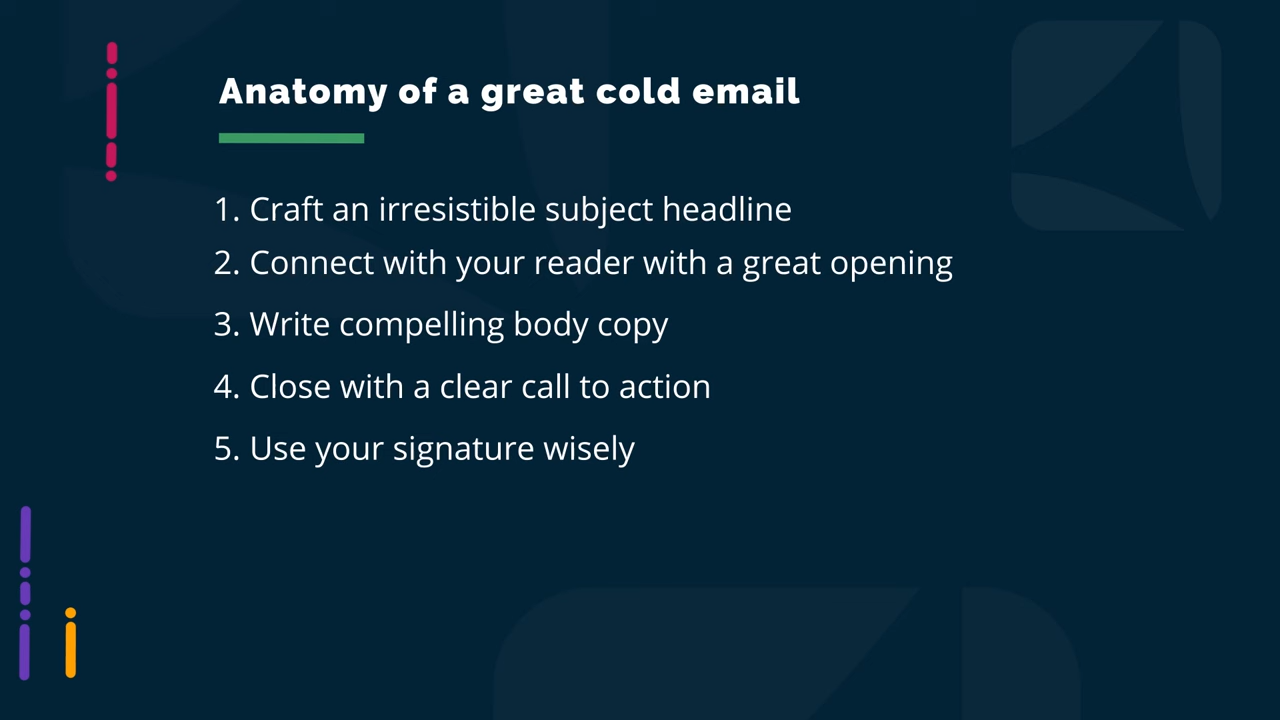 Anatomy of a great cold email
1. Craft an irresistible subject headline
2. Connect with your reader with a great opening
3. Write compelling body copy
4. Close with a clear call to action
5. Use your signature wisely